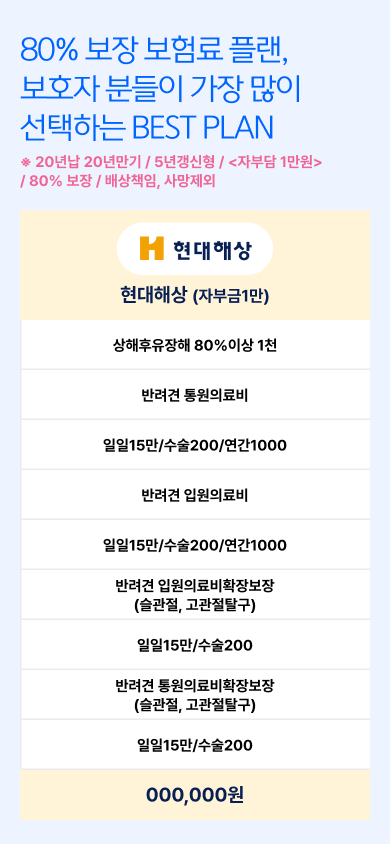 80% 보장 보험료 플랜,
보호자 분들이 가장 많이
선택하는 BEST PLAN
※ 20년납 20년만기 / 5년갱신형 / <자부담 1만원>
/ 80% 보장 / 배상책임, 사망제외
현대해상
현대해상 (자부금1만)
상해후유장해 80%이상 1천
반려견 통원의료비
일일15만/수술200/연간1000
반려견 입원의료비
일일15만/수술200/연간1000
반려견 입원의료비확장보장
(슬관절, 고관절탈구)
일일15만/수술200
반려견 통원의료비확장보장
(슬관절, 고관절탈구)
일일15만/수술200
000,000원